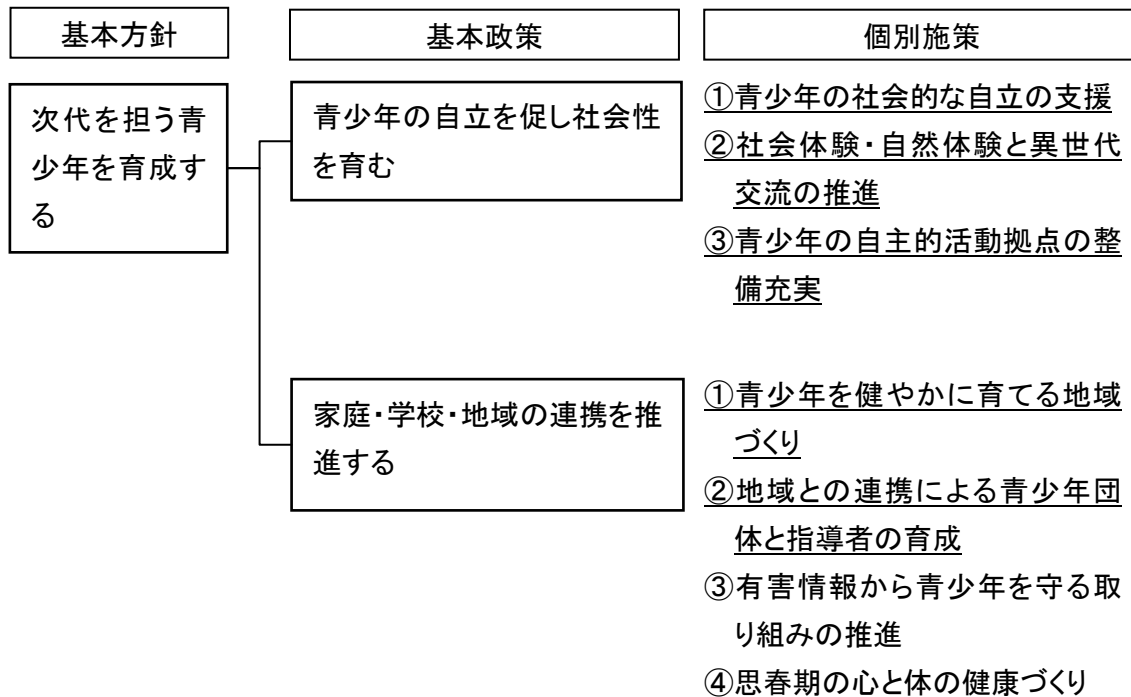 基本方針
基本政策
個別施策
次代を担う青
少年を育成す
る
青少年の自立を促し社会性
を育む
①青少年の社会的な自立の支援
②社会体験・自然体験と異世代
交流の推進
③青少年の自主的活動拠点の整
備充実
家庭・学校・地域の連携を推
進する
①青少年を健やかに育てる地域
づくり
②地域との連携による青少年団
体と指導者の育成
③有害情報から青少年を守る取
り組みの推進
④思春期の心と体の健康づくり